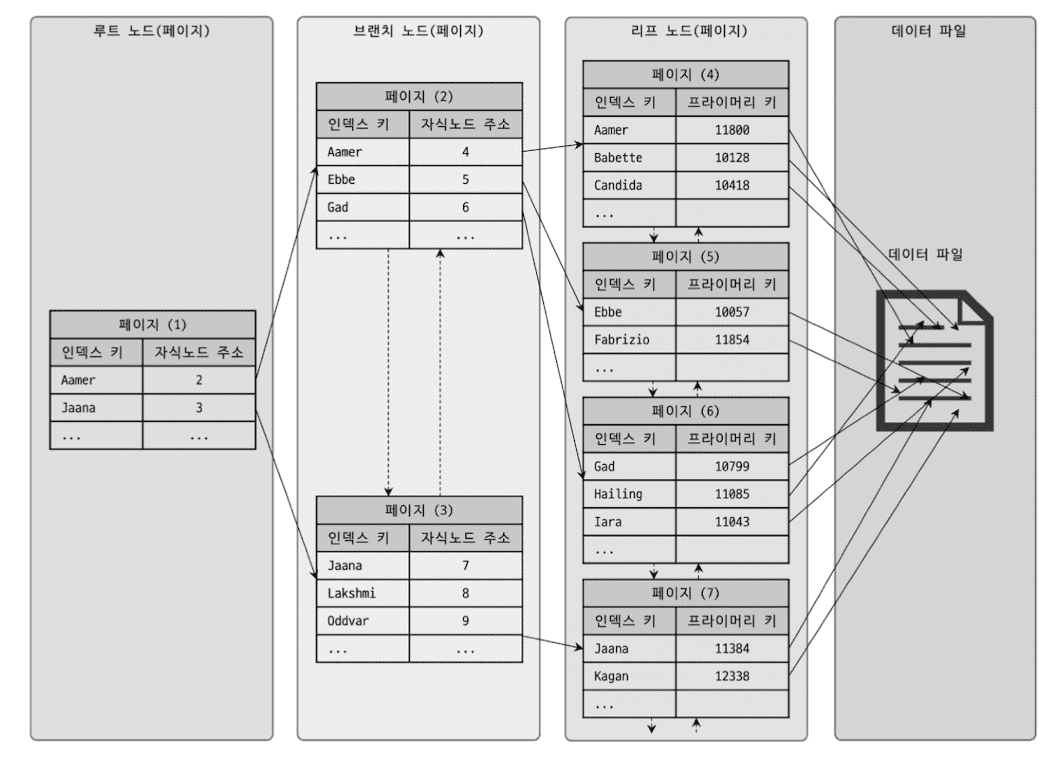 루트 노드(페이지)
페이지 (1)
인덱스 키 자식노드 주소
Aamer 2
Jaana 3
... ...
브랜치 노드(페이지)
페이지 (2)
인덱스 키 자식노드 주소
Aamer 4
Ebbe 5
Gad 6
... ...
페이지 (3)
인덱스 키 자식노드 주소
Jaana 7
Lakshmi 8
Oddvar 9
... ...
리프 노드(페이지)
페이지 (4)
인덱스 키 프라이머리 키
Aamer 11800
Babette 10128
Candida 10418
...
페이지 (5)
인덱스 키 프라이머리 키
Ebbe 10057
Fabrizio 11854
...
페이지 (6)
인덱스 키 프라이머리 키
Gad 10799
Hailing 11085
Iara 11043
...
페이지 (7)
인덱스 키 프라이머리 키
Jaana 11384
Kagan 12338
...
데이터 파일
데이터 파일